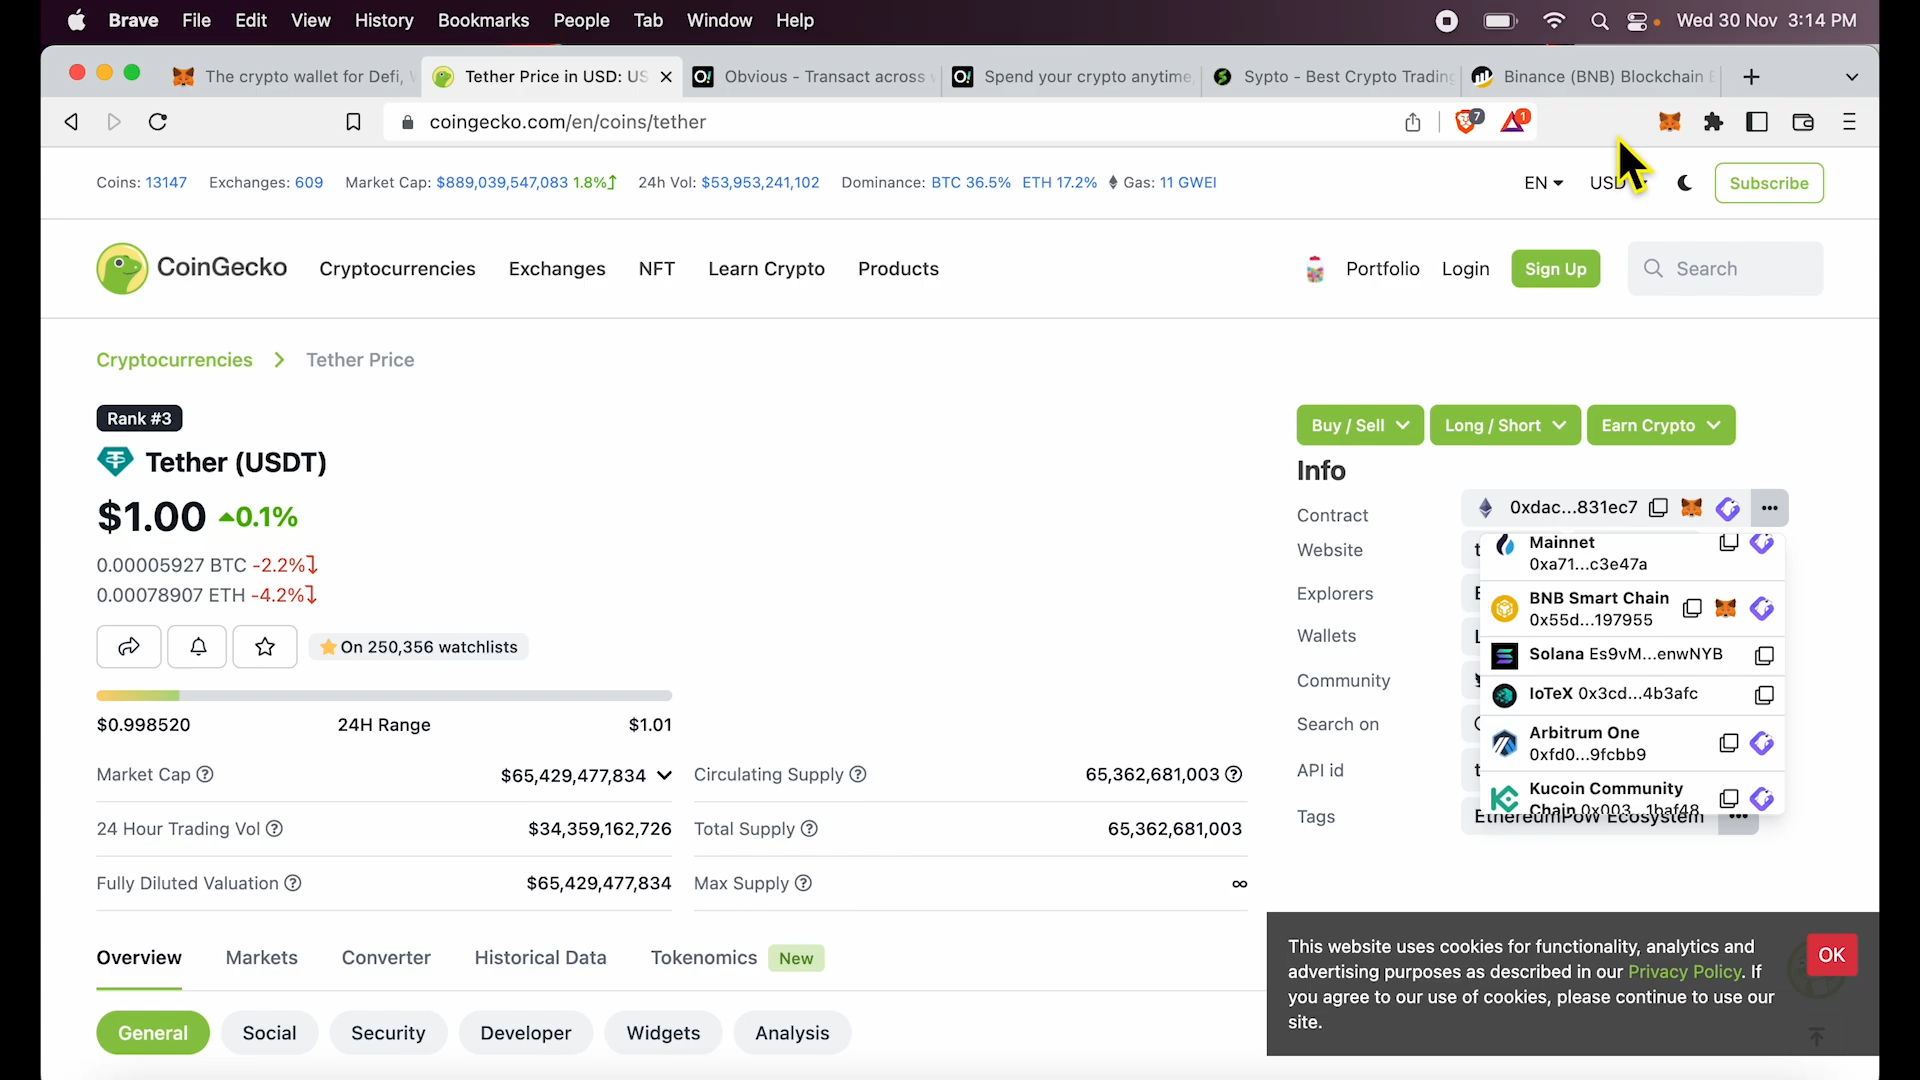 Brave File Edit View History Bookmarks People Tab Window Help Wed 30 Nov 3:14 PM
The crypto wallet for Defi, Tether Price in USD: US Obvious - Transact across Spend your crypto anytime, Sypto - Best Crypto Trading Binance (BNB) Blockchain
coingecko.com/en/coins/tether 7 1
Coins: 13147 Exchanges: 609 Market Cap: $889,039,547,083 1.8% 24h Vol: $53,953,241,102 Dominance: BTC 36.5% ETH 17.2% Gas: 11 GWEI EN USD Subscribe
CoinGecko Cryptocurrencies Exchanges NFT Learn Crypto Products Portfolio Login Sign Up Search
Cryptocurrencies > Tether Price
Rank #3
Tether (USDT)
$1.00 0.1%
0.00005927 BTC -2.2%
0.00078907 ETH -4.2%
On 250,356 watchlists
$0.998520 24H Range $1.01
Market Cap $65,429,477,834
24 Hour Trading Vol $34,359,162,726
Fully Diluted Valuation $65,429,477,834
Circulating Supply 65,362,681,003
Total Supply 65,362,681,003
Max Supply ∞
Buy / Sell Long / Short Earn Crypto
Info
Contract 0xdac...831ec7
Website
Explorers
Wallets
Community
Search on
API id
Tags EthereumPoW Ecosystem
Mainnet
0xa71...c3e47a
BNB Smart Chain
0x55d...197955
Solana Es9vM...enwNYB
IoTeX 0x3cd...4b3afc
Arbitrum One
0xfd0...9fcbb9
Kucoin Community
Chain 0x003...1baf48
Overview Markets Converter Historical Data Tokenomics New
General Social Security Developer Widgets Analysis
This website uses cookies for functionality, analytics and
advertising purposes as described in our Privacy Policy. If
you agree to our use of cookies, please continue to use our
site.
OK